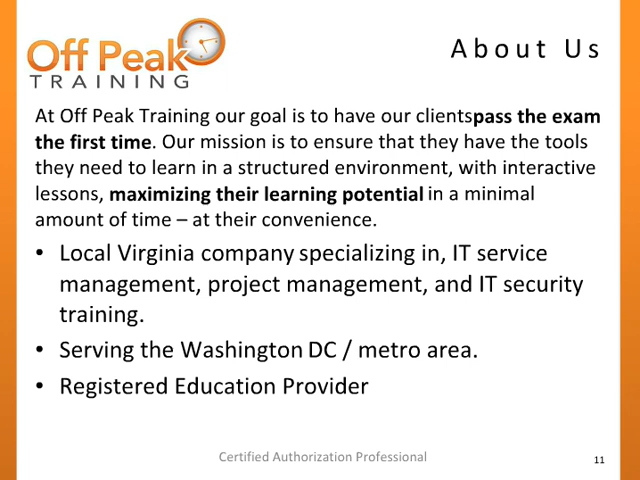 Off Peak
TRAINING
About Us
At Off Peak Training our goal is to have our clientspass the exam
the first time. Our mission is to ensure that they have the tools
they need to learn in a structured environment, with interactive
lessons, maximizing their learning potential in a minimal
amount of time – at their convenience.
• Local Virginia company specializing in, IT service
management, project management, and IT security
training.
• Serving the Washington DC / metro area.
• Registered Education Provider
Certified Authorization Professional
11